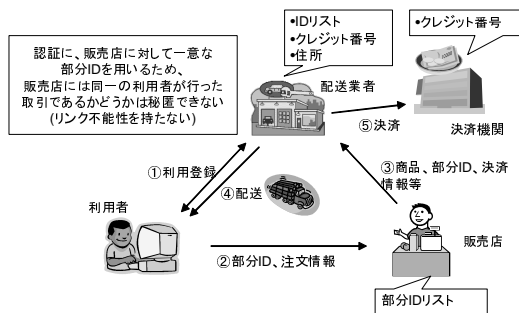 •IDリスト
•クレジット番号
•住所
•クレジット番号
認証に、販売店に対して一意な
部分IDを用いるため、
販売店には同一の利用者が行った
取引であるかどうかは秘匿できない
(リンク不能性を持たない)
配送業者
⑤決済
決済機関
①利用登録
④配送
③商品、部分ID、決済
情報等
利用者
販売店
②部分ID、注文情報
部分IDリスト